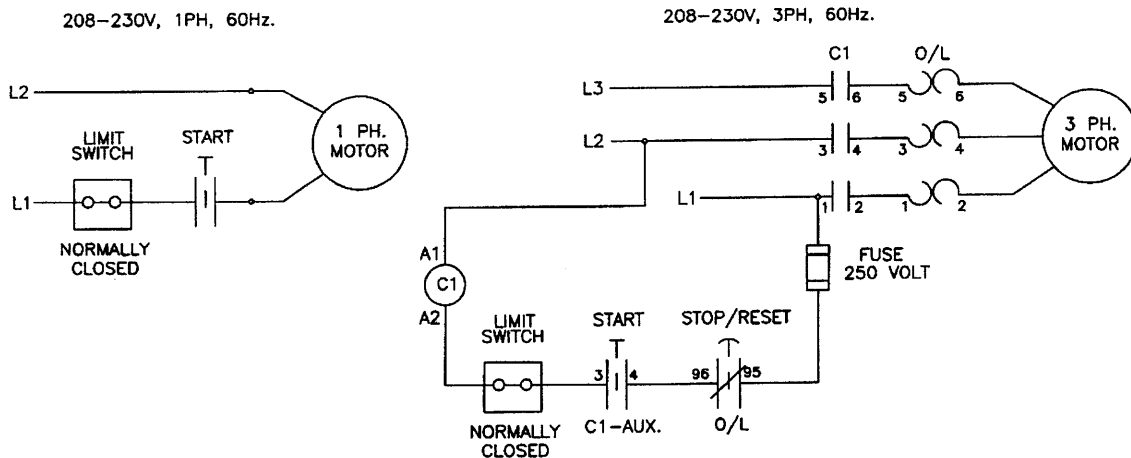 208-230V, 1PH, 60Hz.
L2
LIMIT
SWITCH
START
1 PH.
MOTOR
L1
NORMALLY
CLOSED
208-230V, 3PH, 60Hz.
C1
O/L
L3
5
6
5
6
L2
3
4
3
4
3 PH.
MOTOR
L1
1
2
1
2
FUSE
250 VOLT
A1
C1
A2
LIMIT
SWITCH
START
STOP/RESET
3
4
96
95
NORMALLY
CLOSED
C1-AUX.
O/L